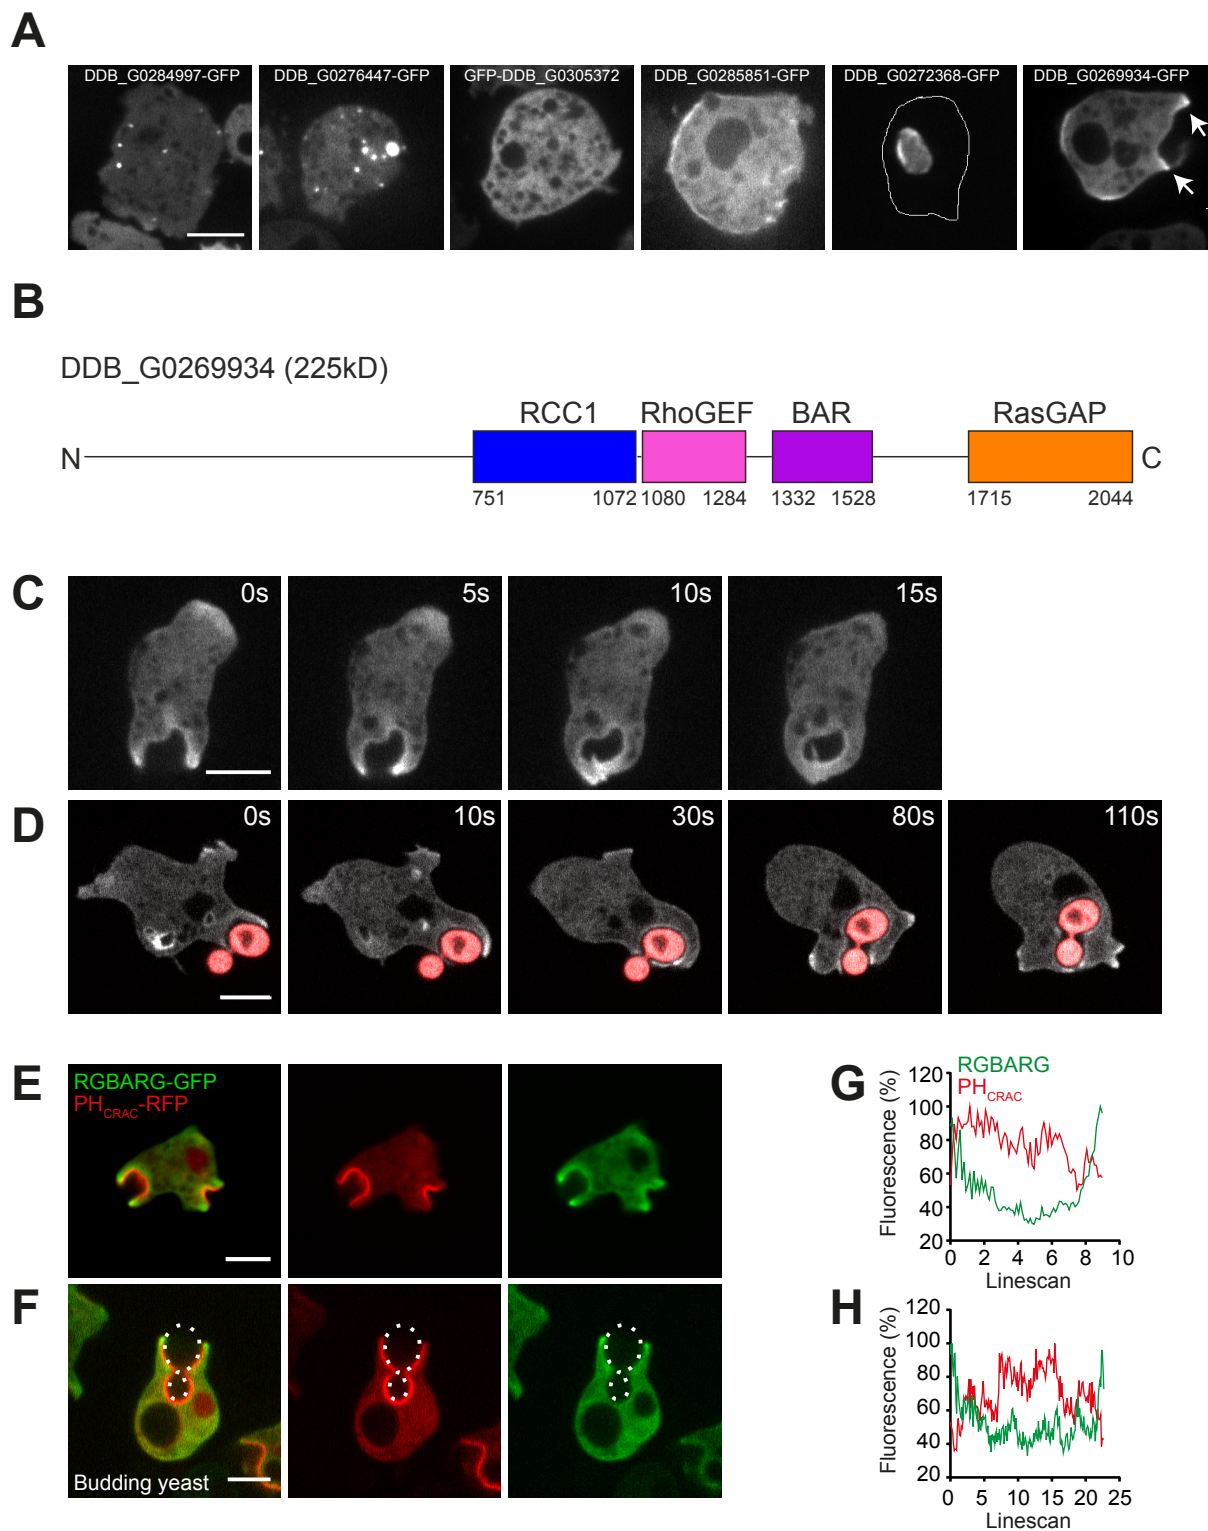 A
DDB_G0284997-GFP
DDB_G0276447-GFP
GFP-DDB_G0305372
DDB_G0285851-GFP
DDB_G0272368-GFP
DDB_G0269934-GFP
B
DDB_G0269934 (225kD)
RCC1 RhoGEF BAR RasGAP
N C
751 1072 1080 1284 1332 1528 1715 2044
C
0s 5s 10s 15s
D
0s 10s 30s 80s 110s
E
RGBARG-GFP
PHCRAC-RFP
F
Budding yeast
G
RGBARG
PHCRAC
Fluorescence (%)
120
100
80
60
40
20
0 2 4 6 8 10
Linescan
H
Fluorescence (%)
120
100
80
60
40
20
0 5 10 15 20 25
Linescan